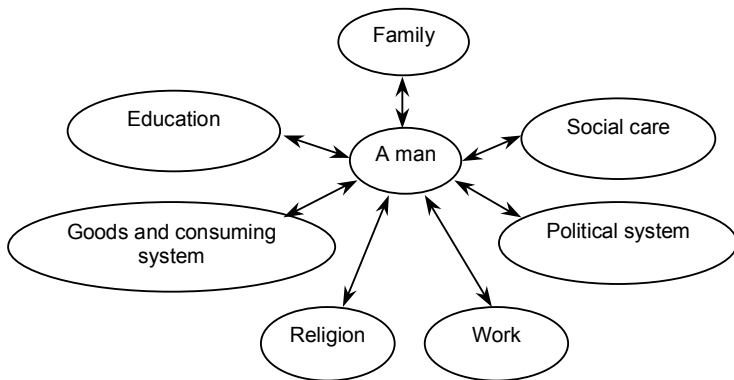 Family
Education
Social care
A man
Goods and consuming
system
Political system
Religion
Work